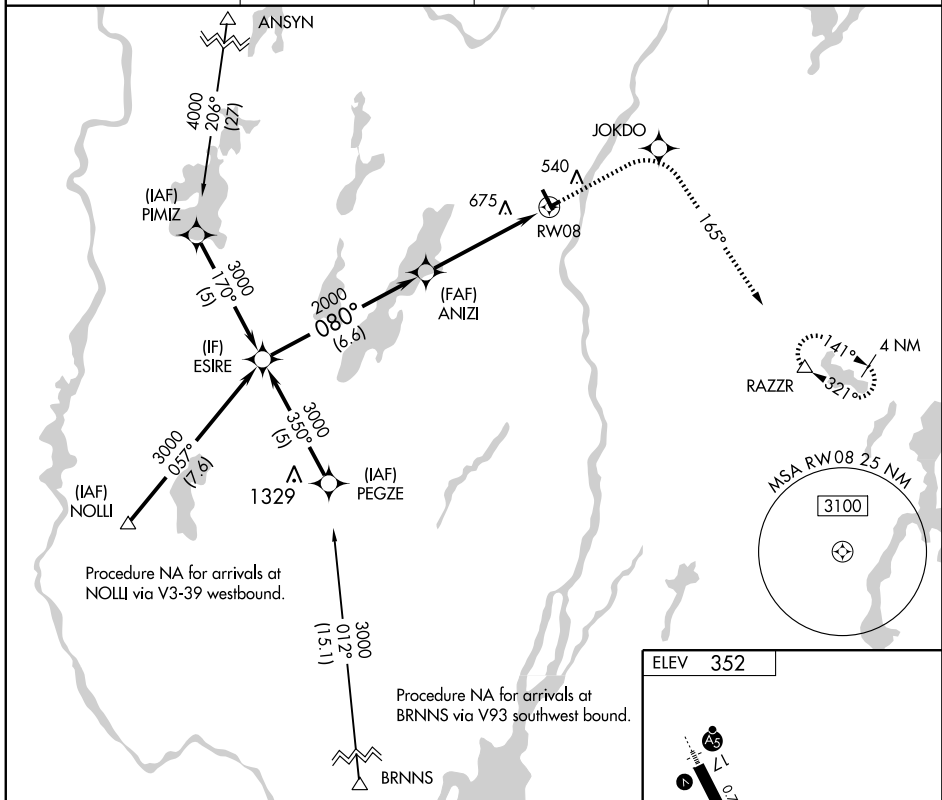 ANSYN
4000
206°
(27)
(IAF)
PIMIZ
3000
170°
(5)
JOKDO
540
675
RW08
165°
2000
080°
(6.6)
(FAF)
ANIZI
(IF)
ESIRE
141°
4 NM
RAZZR
321°
3000
057°
(7.6)
3000
350°
(5)
(IAF)
NOLLI
1329
(IAF)
PEGZE
MSA RW08 25 NM
3100
Procedure NA for arrivals at
NOLLI via V3-39 westbound.
3000
012°
(15.1)
Procedure NA for arrivals at
BRNNS via V93 southwest bound.
BRNNS
ELEV 352
A5
17